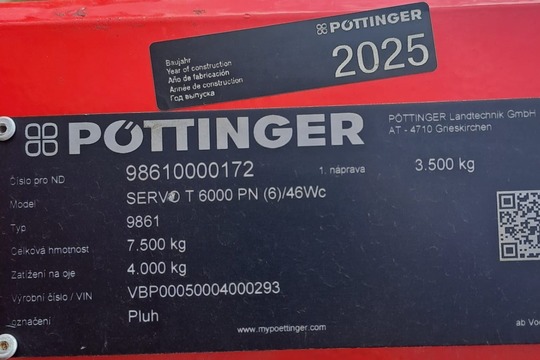 PÖTTINGER
Baujahr
Year of construction
Año de fabricación
Année de construction
Год выпуска
2025
PÖTTINGER
PÖTTINGER Landtechnik GmbH
AT - 4710 Grieskirchen
Číslo pro ND 98610000172 1. náprava 3.500 kg
Model SERVO T 6000 PN (6)/46Wc
Typ 9861
Celková hmotnost 7.500 kg
Zatížení na oje 4.000 kg
Výrobní číslo / VIN VBP00050004000293
označení Pluh
www.mypoettinger.com
ab Vo